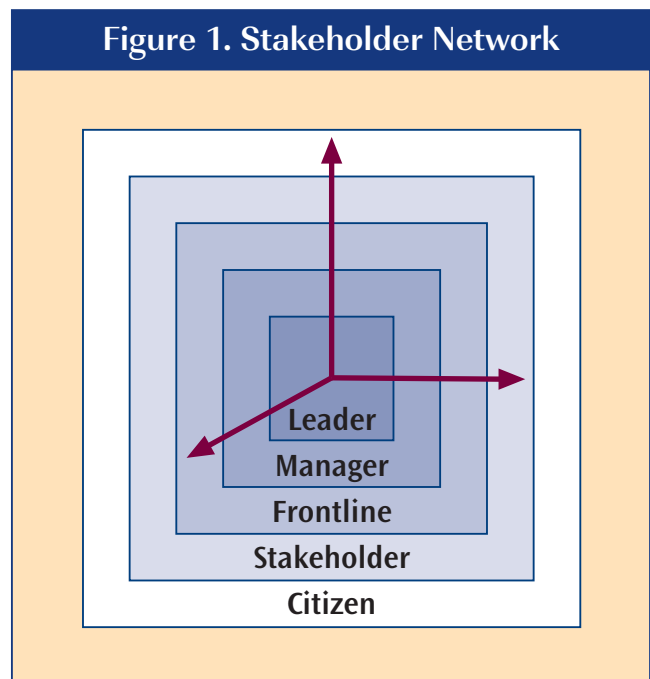 Figure 1. Stakeholder Network
Leader
Manager
Frontline
Stakeholder
Citizen